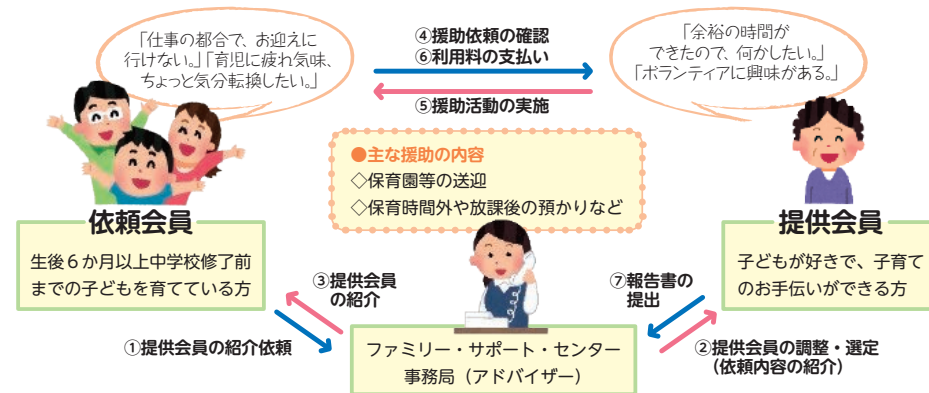 「仕事の都合で、お迎えに
行けない。」「育児に疲れ気味、
ちょっと気分転換したい。」
④援助依頼の確認
⑥利用料の支払い
⑤援助活動の実施
「余裕の時間が
できたので、何かしたい。」
「ボランティアに興味がある。」
●主な援助の内容
◇保育園等の送迎
◇保育時間外や放課後の預かりなど
依頼会員
生後６か月以上中学校修了前
までの子どもを育てている方
提供会員
子どもが好きで、子育て
のお手伝いができる方
③提供会員
の紹介
⑦報告書の
提出
①提供会員の紹介依頼
ファミリー・サポート・センター
事務局（アドバイザー）
②提供会員の調整・選定
（依頼内容の紹介）